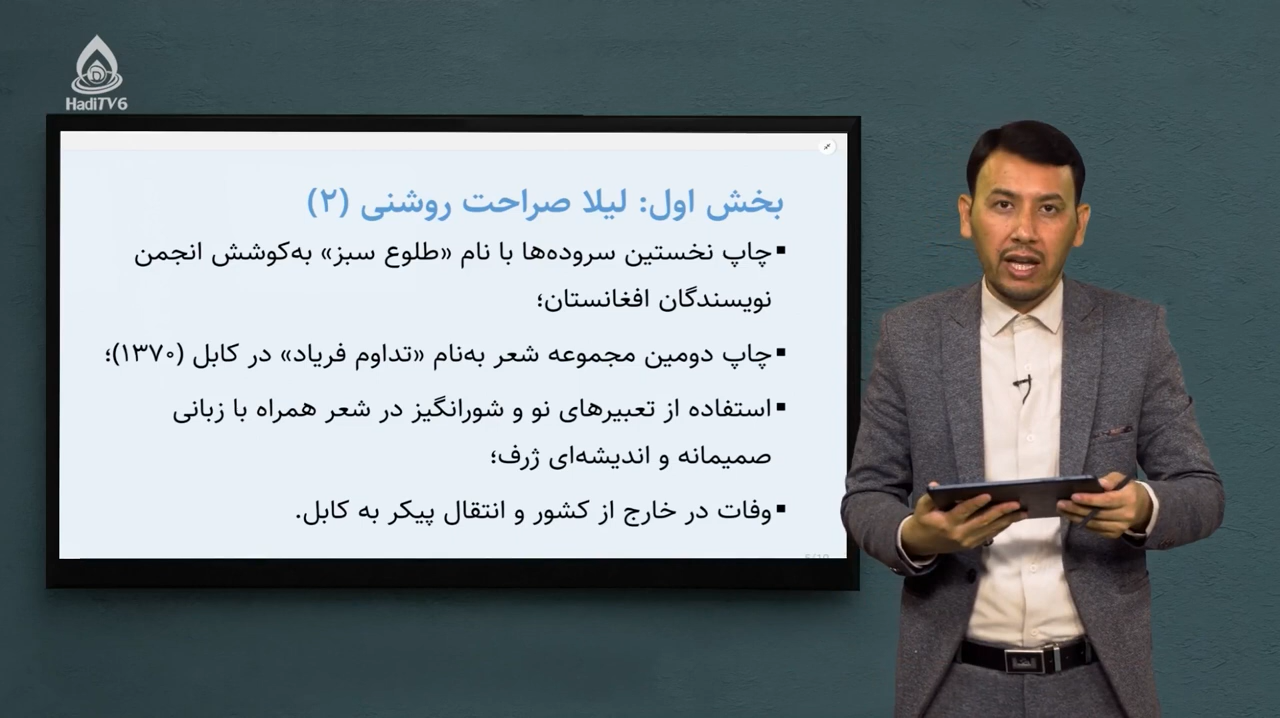 HadiTV6
بخش اول: لیلا صراحت روشنی (۲)
▪چاپ نخستین سروده‌ها با نام «طلوع سبز» به‌کوشش انجمن
نویسندگان افغانستان؛
▪چاپ دومین مجموعه شعر به‌نام «تداوم فریاد» در کابل (۱۳۷۰)؛
▪استفاده از تعبیرهای نو و شورانگیز در شعر همراه با زبانی
صمیمانه و اندیشه‌ای ژرف؛
▪وفات در خارج از کشور و انتقال پیکر به کابل.